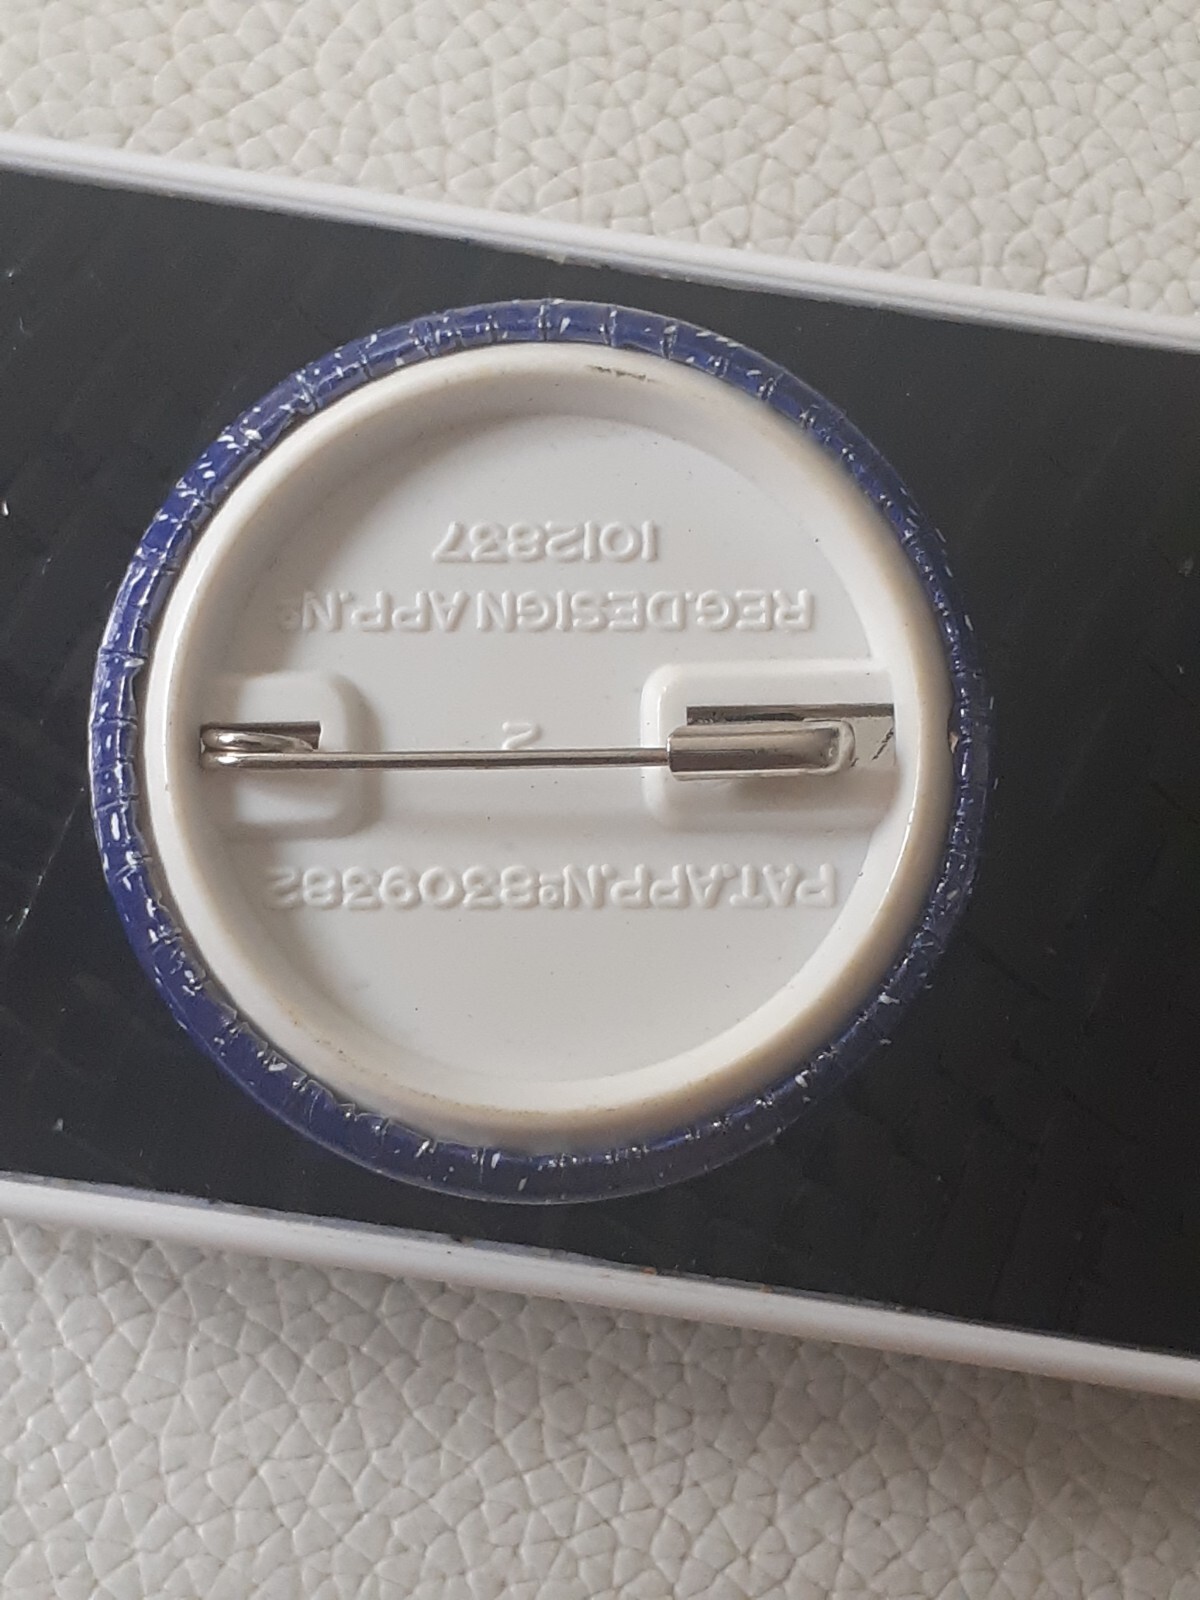 PAT.APP.Nº8309382
2
REG.DESIGN APP.Nº
1012837